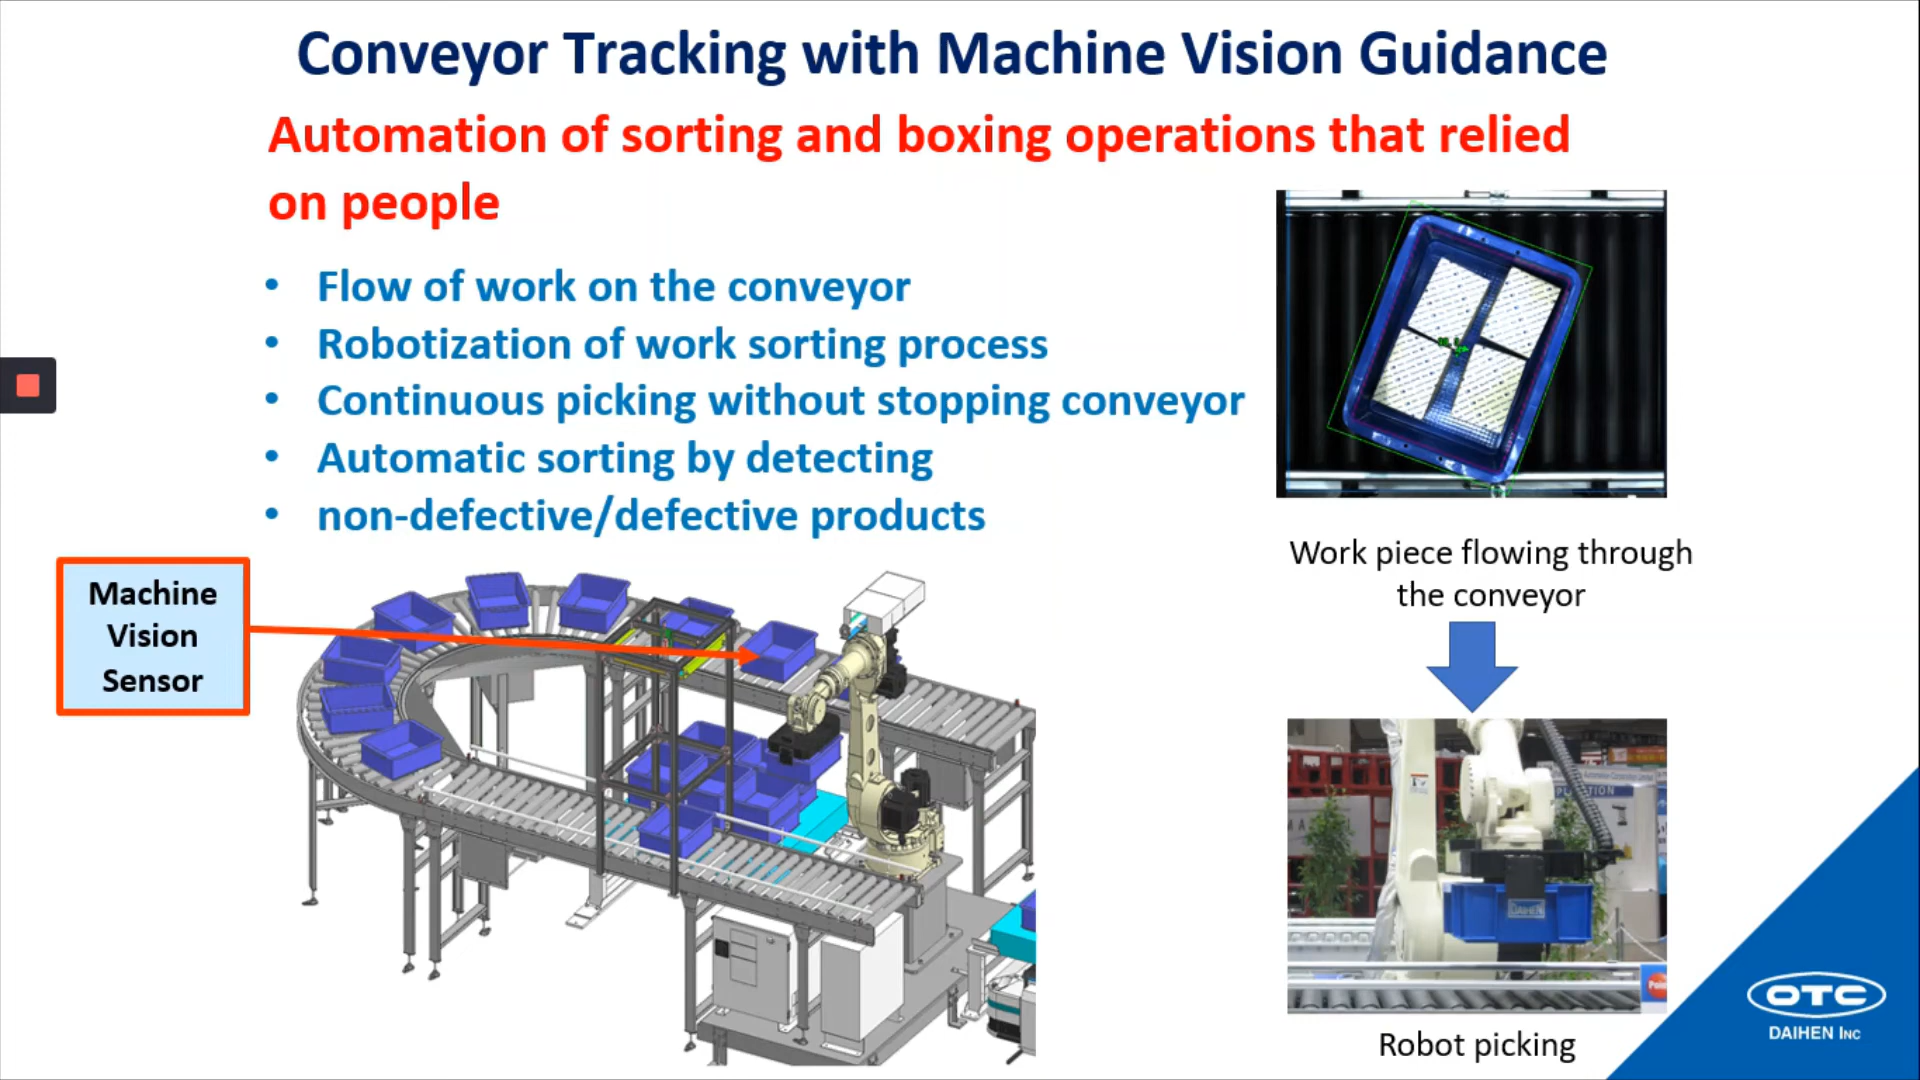 Conveyor Tracking with Machine Vision Guidance
Automation of sorting and boxing operations that relied
on people
• Flow of work on the conveyor
• Robotization of work sorting process
• Continuous picking without stopping conveyor
• Automatic sorting by detecting
• non-defective/defective products
Machine
Vision
Sensor
Work piece flowing through
the conveyor
DAIHEN
Robot picking
OTC
DAIHEN INC